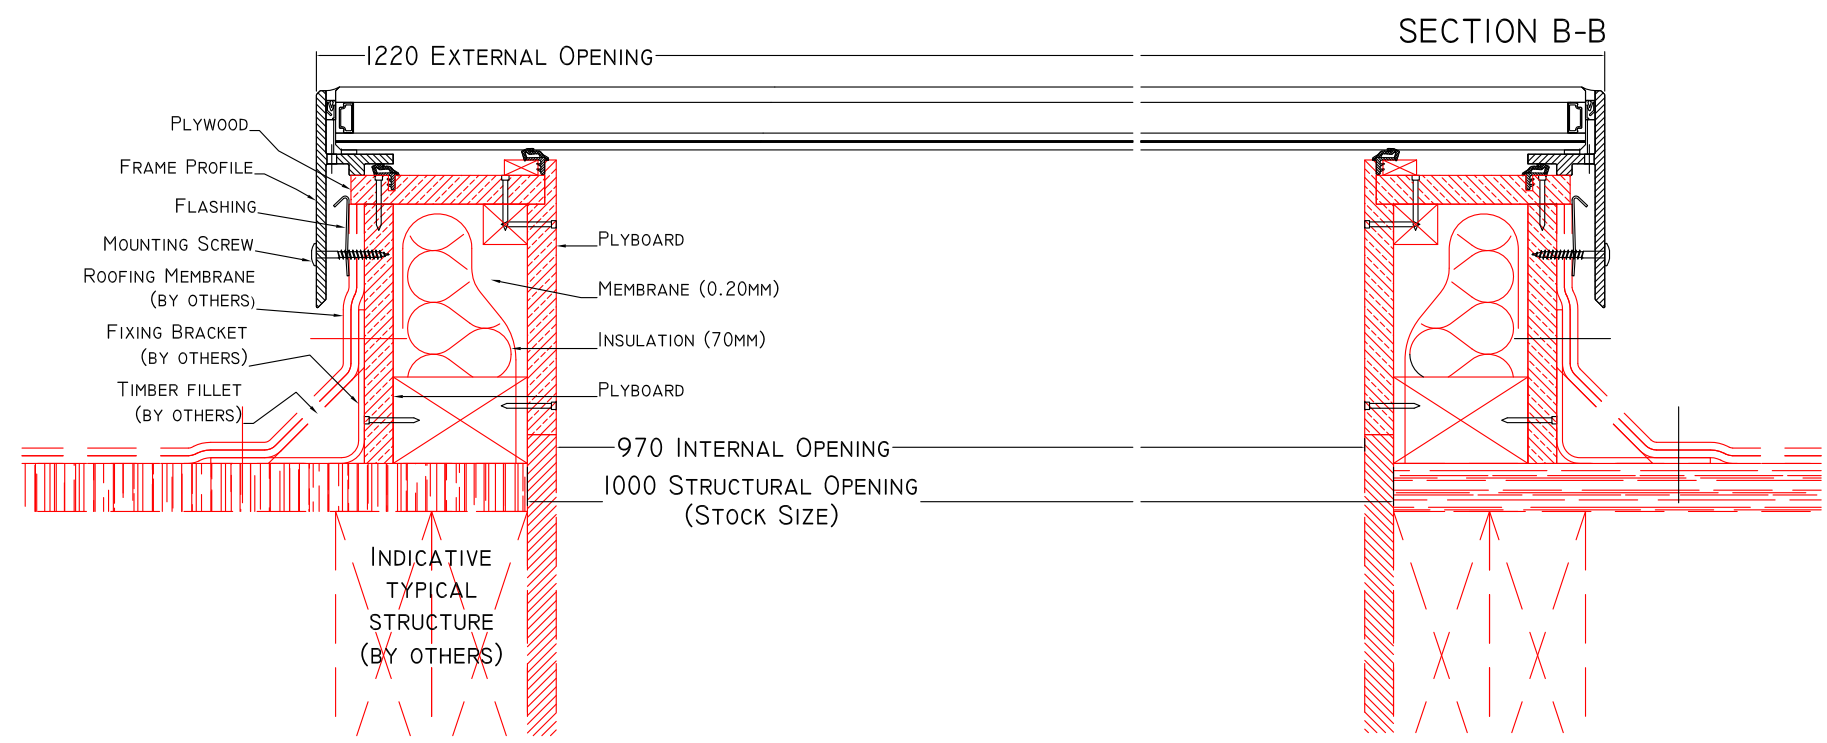 SECTION B-B
1220 EXTERNAL OPENING
PLYWOOD
FRAME PROFILE
FLASHING
MOUNTING SCREW
ROOFING MEMBRANE
(BY OTHERS)
FIXING BRACKET
(BY OTHERS)
TIMBER FILLET
(BY OTHERS)
PLYBOARD
MEMBRANE (0.20MM)
INSULATION (70MM)
PLYBOARD
970 INTERNAL OPENING
1000 STRUCTURAL OPENING
(STOCK SIZE)
INDICATIVE
TYPICAL
STRUCTURE
(BY OTHERS)